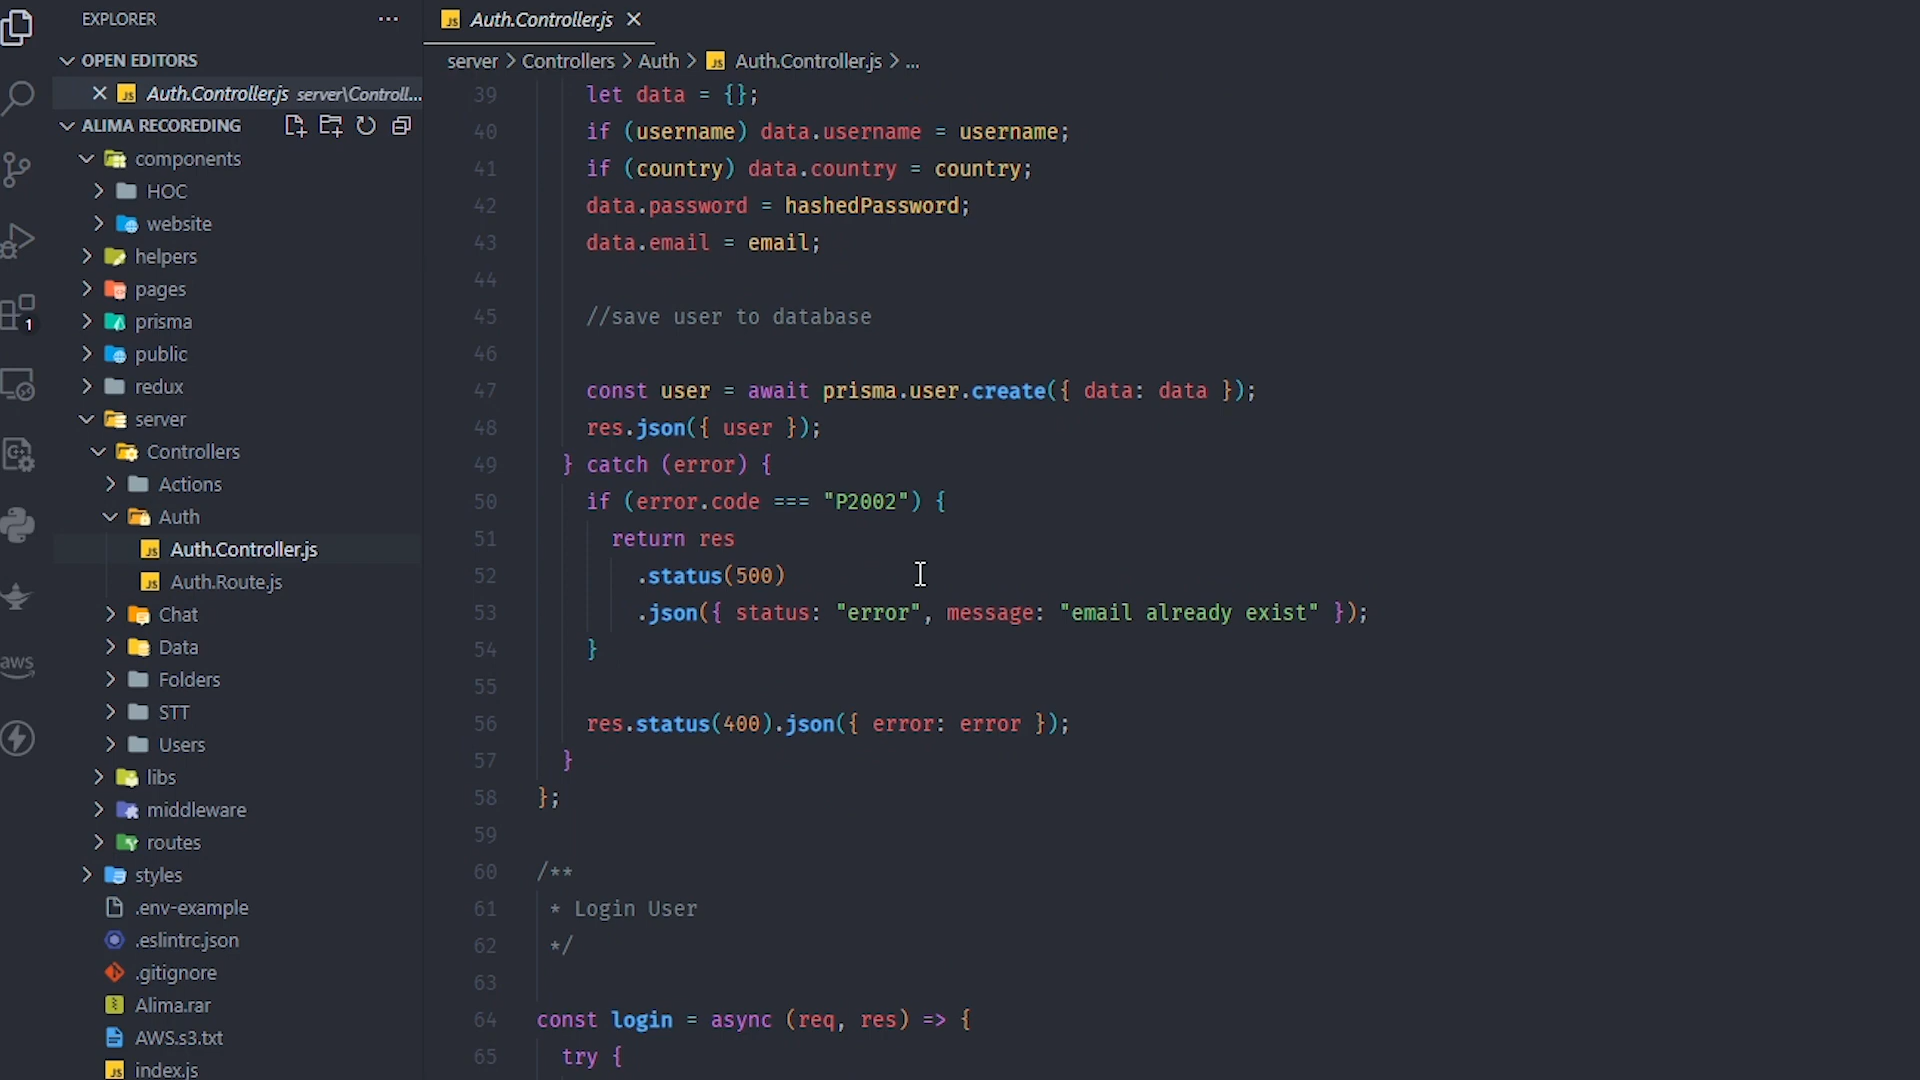 EXPLORER
OPEN EDITORS
Auth.Controller.js server\Controll...
ALIMA RECOREDING
components
HOC
website
helpers
pages
prisma
public
redux
server
Controllers
Actions
Auth
Auth.Controller.js
Auth.Route.js
Chat
Data
Folders
STT
Users
libs
middleware
routes
styles
.env-example
.eslintrc.json
.gitignore
Alima.rar
AWS.s3.txt
index.js
1
aws
Auth.Controller.js
server > Controllers > Auth > Auth.Controller.js > ...
39 let data = {};
40 if (username) data.username = username;
41 if (country) data.country = country;
42 data.password = hashedPassword;
43 data.email = email;
44
45 //save user to database
46
47 const user = await prisma.user.create({ data: data });
48 res.json({ user });
49 } catch (error) {
50 if (error.code === "P2002") {
51 return res
52 .status(500)
53 .json({ status: "error", message: "email already exist" });
54 }
55
56 res.status(400).json({ error: error });
57 }
58 };
59
60 /**
61 * Login User
62 */
63
64 const login = async (req, res) => {
65 try {